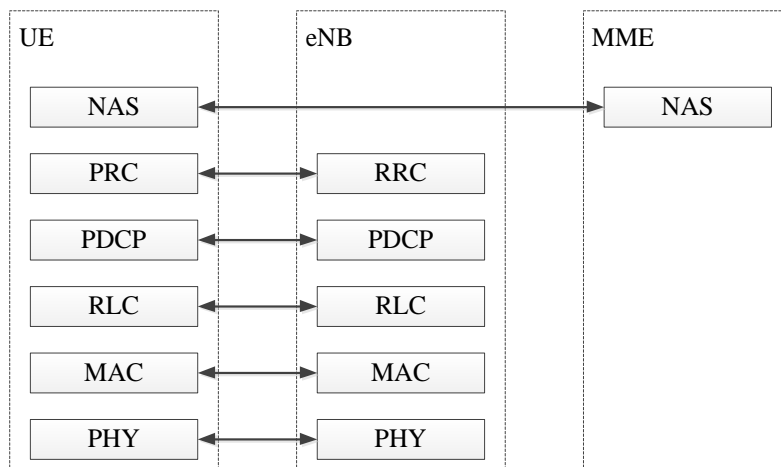 UE eNB MME
NAS NAS
PRC RRC
PDCP PDCP
RLC RLC
MAC MAC
PHY PHY